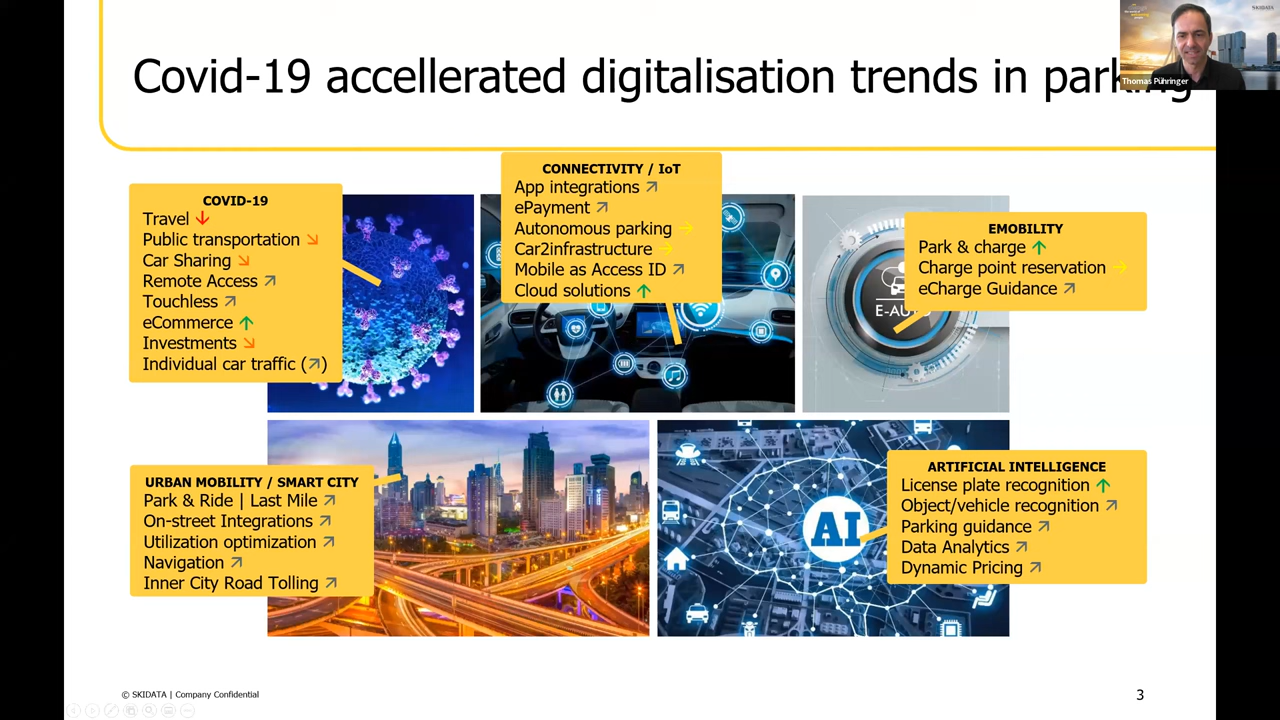 SKIDATA
Thomas Pühringer
Covid-19 accellerated digitalisation trends in parking
COVID-19
Travel ↓
Public transportation ↘
Car Sharing ↘
Remote Access ↗
Touchless ↗
eCommerce ↑
Investments ↘
Individual car traffic (↗)
CONNECTIVITY / IoT
App integrations ↗
ePayment ↗
Autonomous parking →
Car2infrastructure →
Mobile as Access ID ↗
Cloud solutions ↑
EMOBILITY
Park & charge ↑
Charge point reservation →
eCharge Guidance ↗
URBAN MOBILITY / SMART CITY
Park & Ride | Last Mile ↗
On-street Integrations ↗
Utilization optimization ↗
Navigation ↗
Inner City Road Tolling ↗
AI
ARTIFICIAL INTELLIGENCE
License plate recognition ↑
Object/vehicle recognition ↗
Parking guidance ↗
Data Analytics ↗
Dynamic Pricing ↗
© SKIDATA | Company Confidential
3